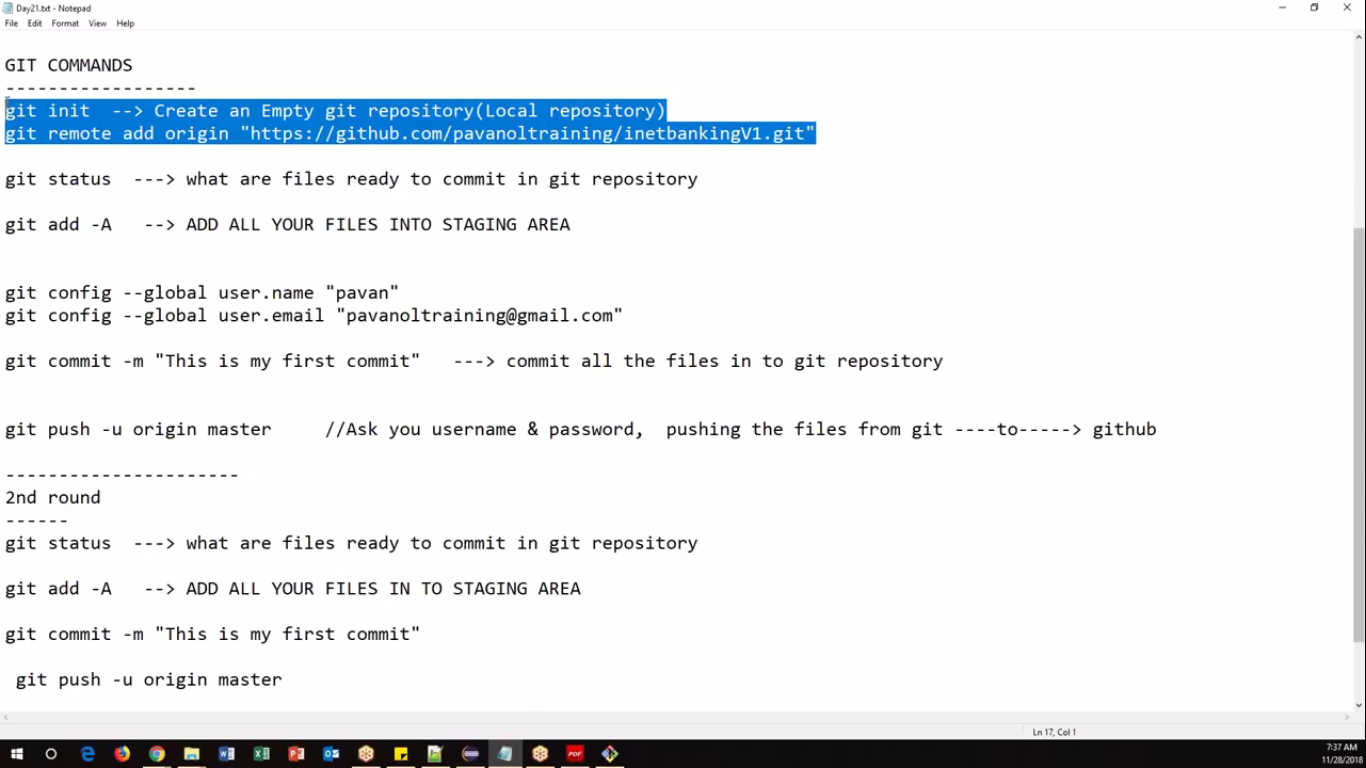 Day21.txt - Notepad
File Edit Format View Help
GIT COMMANDS
------------------
git init  --> Create an Empty git repository(Local repository)
git remote add origin "https://github.com/pavanoltraining/inetbankingV1.git"
git status  ---> what are files ready to commit in git repository
git add -A   --> ADD ALL YOUR FILES INTO STAGING AREA
git config --global user.name "pavan"
git config --global user.email "pavanoltraining@gmail.com"
git commit -m "This is my first commit"   ---> commit all the files in to git repository
git push -u origin master     //Ask you username & password,  pushing the files from git ----to-----> github
----------------------
2nd round
------
git status  ---> what are files ready to commit in git repository
git add -A   --> ADD ALL YOUR FILES IN TO STAGING AREA
git commit -m "This is my first commit"
git push -u origin master
Ln 17, Col 1
PDF
7:37 AM
11/28/2018